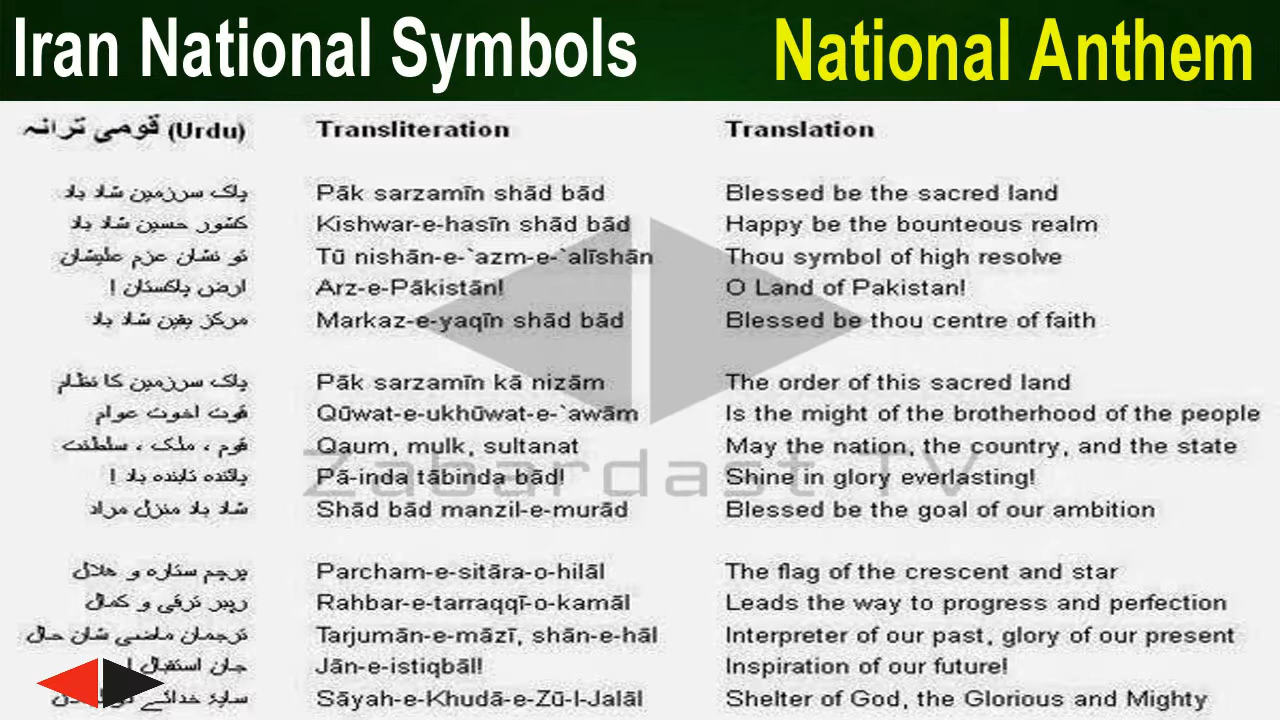 Iran National Symbols National Anthem
قومی ترانہ (Urdu) Transliteration Translation
پاک سرزمین شاد باد Pāk sarzamīn shād bād Blessed be the sacred land
کشور حسین شاد باد Kishwar-e-hasīn shād bād Happy be the bounteous realm
تو نشان عزم علیشان Tū nishān-e-`azm-e-`alīshān Thou symbol of high resolve
ارض پاکستان ! Arz-e-Pākistān! O Land of Pakistan!
مرکز یقین شاد باد Markaz-e-yaqīn shād bād Blessed be thou centre of faith
پاک سرزمین کا نظام Pāk sarzamīn kā nizām The order of this sacred land
قوت اخوت عوام Qūwat-e-ukhūwat-e-`awām Is the might of the brotherhood of the people
قوم ، ملک ، سلطنت Qaum, mulk, sultanat May the nation, the country, and the state
پائنده تابنده باد ! Pā-inda tābinda bād! Shine in glory everlasting!
شاد باد منزل مراد Shād bād manzil-e-murād Blessed be the goal of our ambition
پرچم ستارہ و ھلال Parcham-e-sitāra-o-hilāl The flag of the crescent and star
رہبر ترقی و کمال Rahbar-e-tarraqqī-o-kamāl Leads the way to progress and perfection
ترجمان ماضی شان حال Tarjumān-e-māzī, shān-e-hāl Interpreter of our past, glory of our present
جان استقبال ! Jān-e-istiqbāl! Inspiration of our future!
سایۂ خدائے Sāyah-e-Khudā-e-Zū-l-Jalāl Shelter of God, the Glorious and Mighty
Zabardast TV